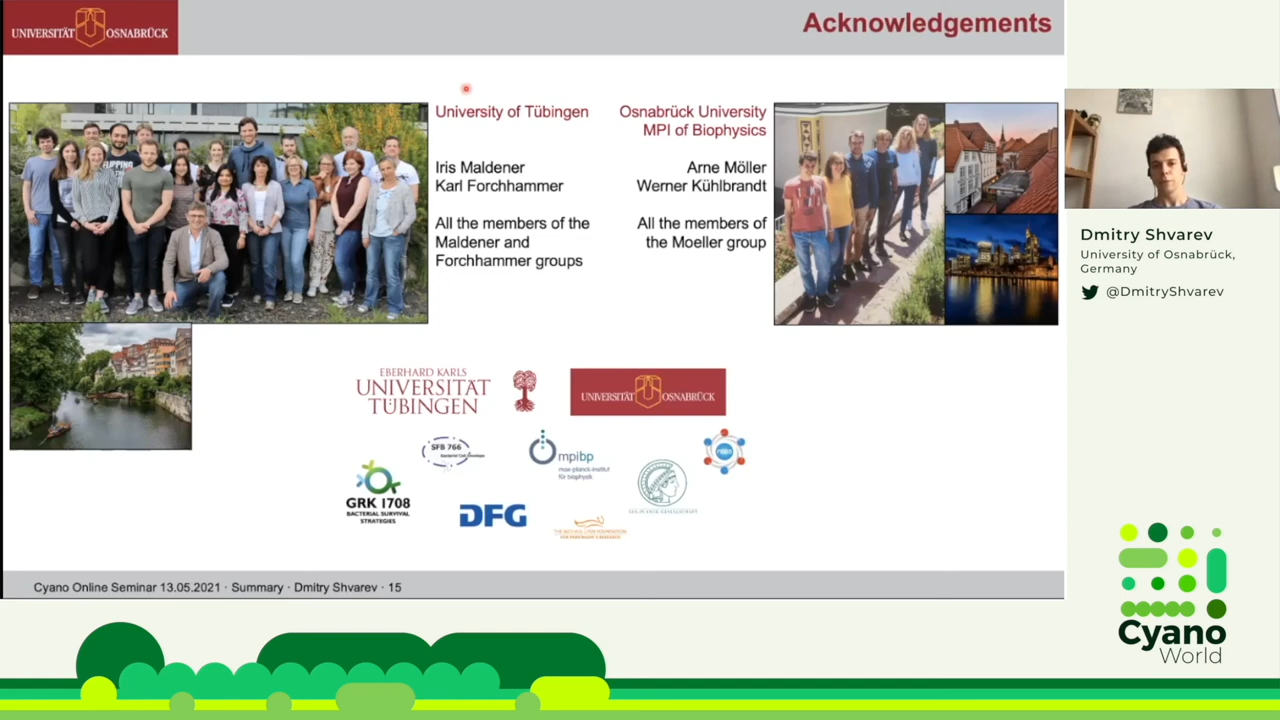 UNIVERSITÄT OSNABRÜCK
Acknowledgements
University of Tübingen
Iris Maldener
Karl Forchhammer
All the members of the
Maldener and
Forchhammer groups
Osnabrück University
MPI of Biophysics
Arne Möller
Werner Kühlbrandt
All the members of
the Moeller group
EBERHARD KARLS
UNIVERSITÄT
TÜBINGEN
UNIVERSITÄT OSNABRÜCK
SFB 766
mpibp
max-planck-institut
für biophysik
GRK 1708
BACTERIAL SURVIVAL
STRATEGIES
DFG
Cyano Online Seminar 13.05.2021 · Summary · Dmitry Shvarev · 15
Dmitry Shvarev
University of Osnabrück,
Germany
@DmitryShvarev
Cyano
World